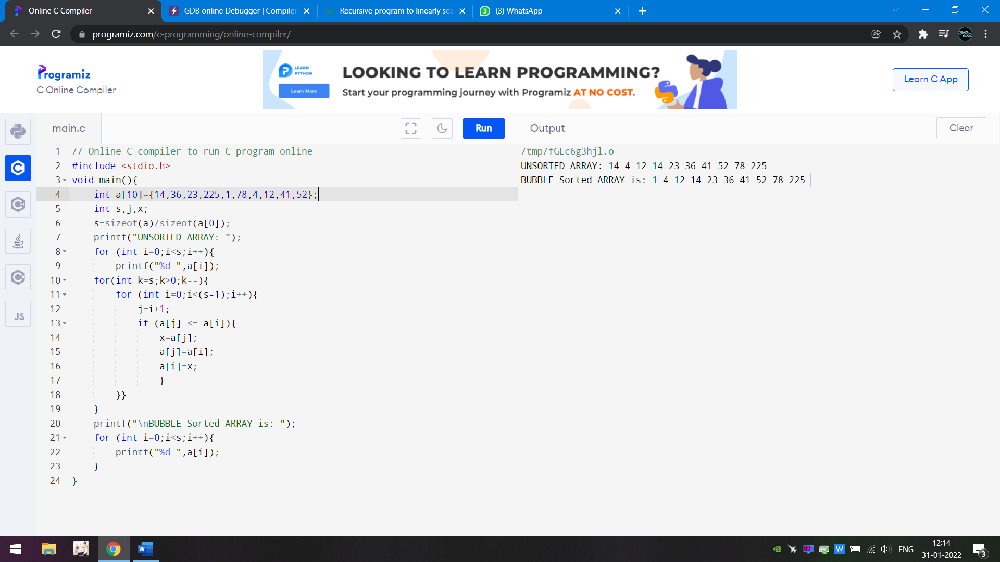 Online C Compiler
GDB online Debugger | Compiler
Recursive program to linearly sea
(3) WhatsApp
programiz.com/c-programming/online-compiler/
VISUAL MUSIC
Programiz
C Online Compiler
LEARN PYTHON
Learn More
LOOKING TO LEARN PROGRAMMING?
Start your programming journey with Programiz AT NO COST.
Learn C App
main.c
Run
Output
Clear
JS
1 // Online C compiler to run C program online
2 #include <stdio.h>
3 void main(){
4 int a[10]={14,36,23,225,1,78,4,12,41,52};
5 int s,j,x;
6 s=sizeof(a)/sizeof(a[0]);
7 printf("UNSORTED ARRAY: ");
8 for (int i=0;i<s;i++){
9 printf("%d ",a[i]);
10 for(int k=s;k>0;k--){
11 for (int i=0;i<(s-1);i++){
12 j=i+1;
13 if (a[j] <= a[i]){
14 x=a[j];
15 a[j]=a[i];
16 a[i]=x;
17 }
18 }}
19 }
20 printf("\nBUBBLE Sorted ARRAY is: ");
21 for (int i=0;i<s;i++){
22 printf("%d ",a[i]);
23 }
24 }
/tmp/fGEc6g3hjl.o
UNSORTED ARRAY: 14 4 12 14 23 36 41 52 78 225
BUBBLE Sorted ARRAY is: 1 4 12 14 23 36 41 52 78 225
ENG
12:14
31-01-2022
3